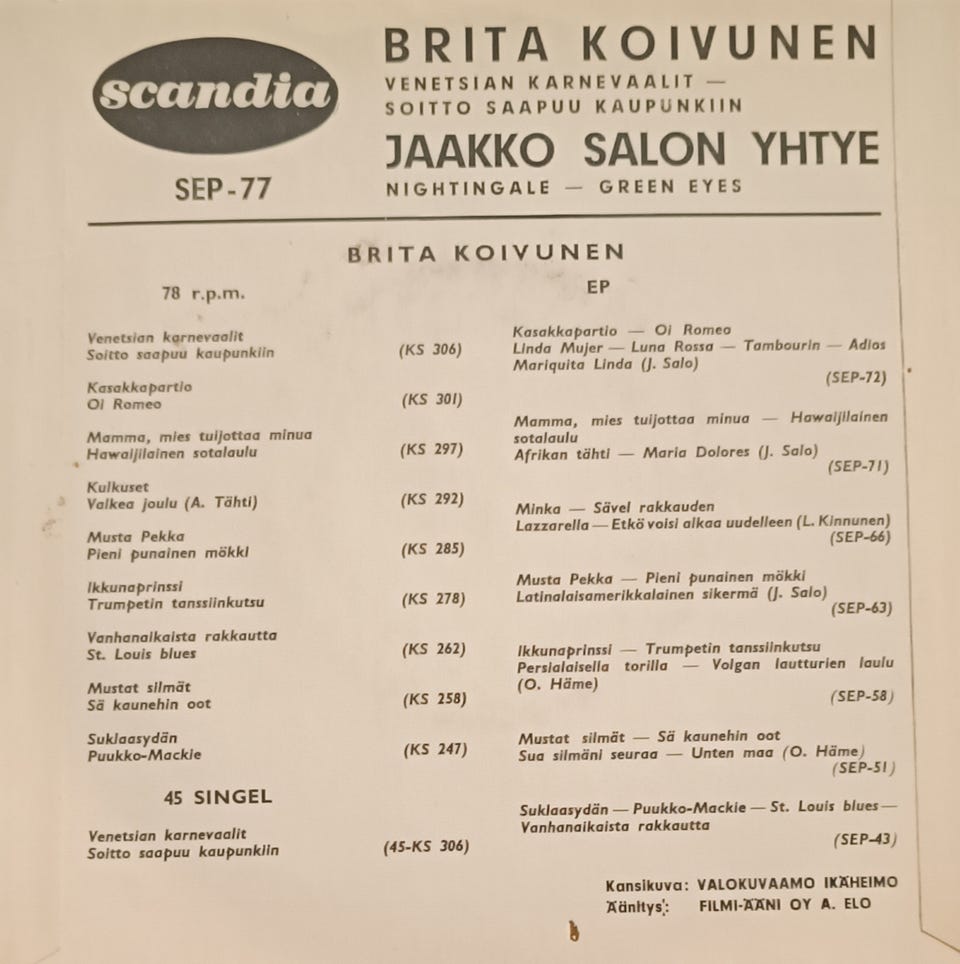 scandia
SEP-77
BRITA KOIVUNEN
VENETSIAN KARNEVAALIT —
SOITTO SAAPUU KAUPUNKIIN
JAAKKO SALON YHTYE
NIGHTINGALE — GREEN EYES
BRITA KOIVUNEN
78 r.p.m.
Venetsian karnevaalit
Soitto saapuu kaupunkiin (KS 306)
Kasakkapartio
Oi Romeo (KS 301)
Mamma, mies tuijottaa minua
Hawaijilainen sotalaulu (KS 297)
Kulkuset
Valkea joulu (A. Tähti) (KS 292)
Musta Pekka
Pieni punainen mökki (KS 285)
Ikkunaprinssi
Trumpetin tanssiinkutsu (KS 278)
Vanhanaikaista rakkautta
St. Louis blues (KS 262)
Mustat silmät
Sä kaunehin oot (KS 258)
Suklaasydän
Puukko-Mackie (KS 247)
45 SINGEL
Venetsian karnevaalit
Soitto saapuu kaupunkiin (45-KS 306)
EP
Kasakkapartio — Oi Romeo
Linda Mujer — Luna Rossa — Tambourin — Adios
Mariquita Linda (J. Salo)
(SEP-72)
Mamma, mies tuijottaa minua — Hawaijilainen
sotalaulu
Afrikan tähti — Maria Dolores (J. Salo)
(SEP-71)
Minka — Sävel rakkauden
Lazzarella — Etkö voisi alkaa uudelleen (L. Kinnunen)
(SEP-66)
Musta Pekka — Pieni punainen mökki
Latinalaisamerikkalainen sikermä (J. Salo)
(SEP-63)
Ikkunaprinssi — Trumpetin tanssiinkutsu
Persialaisella torilla — Volgan lautturien laulu
(O. Häme)
(SEP-58)
Mustat silmät — Sä kaunehin oot
Sua silmäni seuraa — Unten maa (O. Häme)
(SEP-51)
Suklaasydän — Puukko-Mackie — St. Louis blues —
Vanhanaikaista rakkautta
(SEP-43)
Kansikuva: VALOKUVAAMO IKÄHEIMO
Äänitys: FILMI-ÄÄNI OY A. ELO